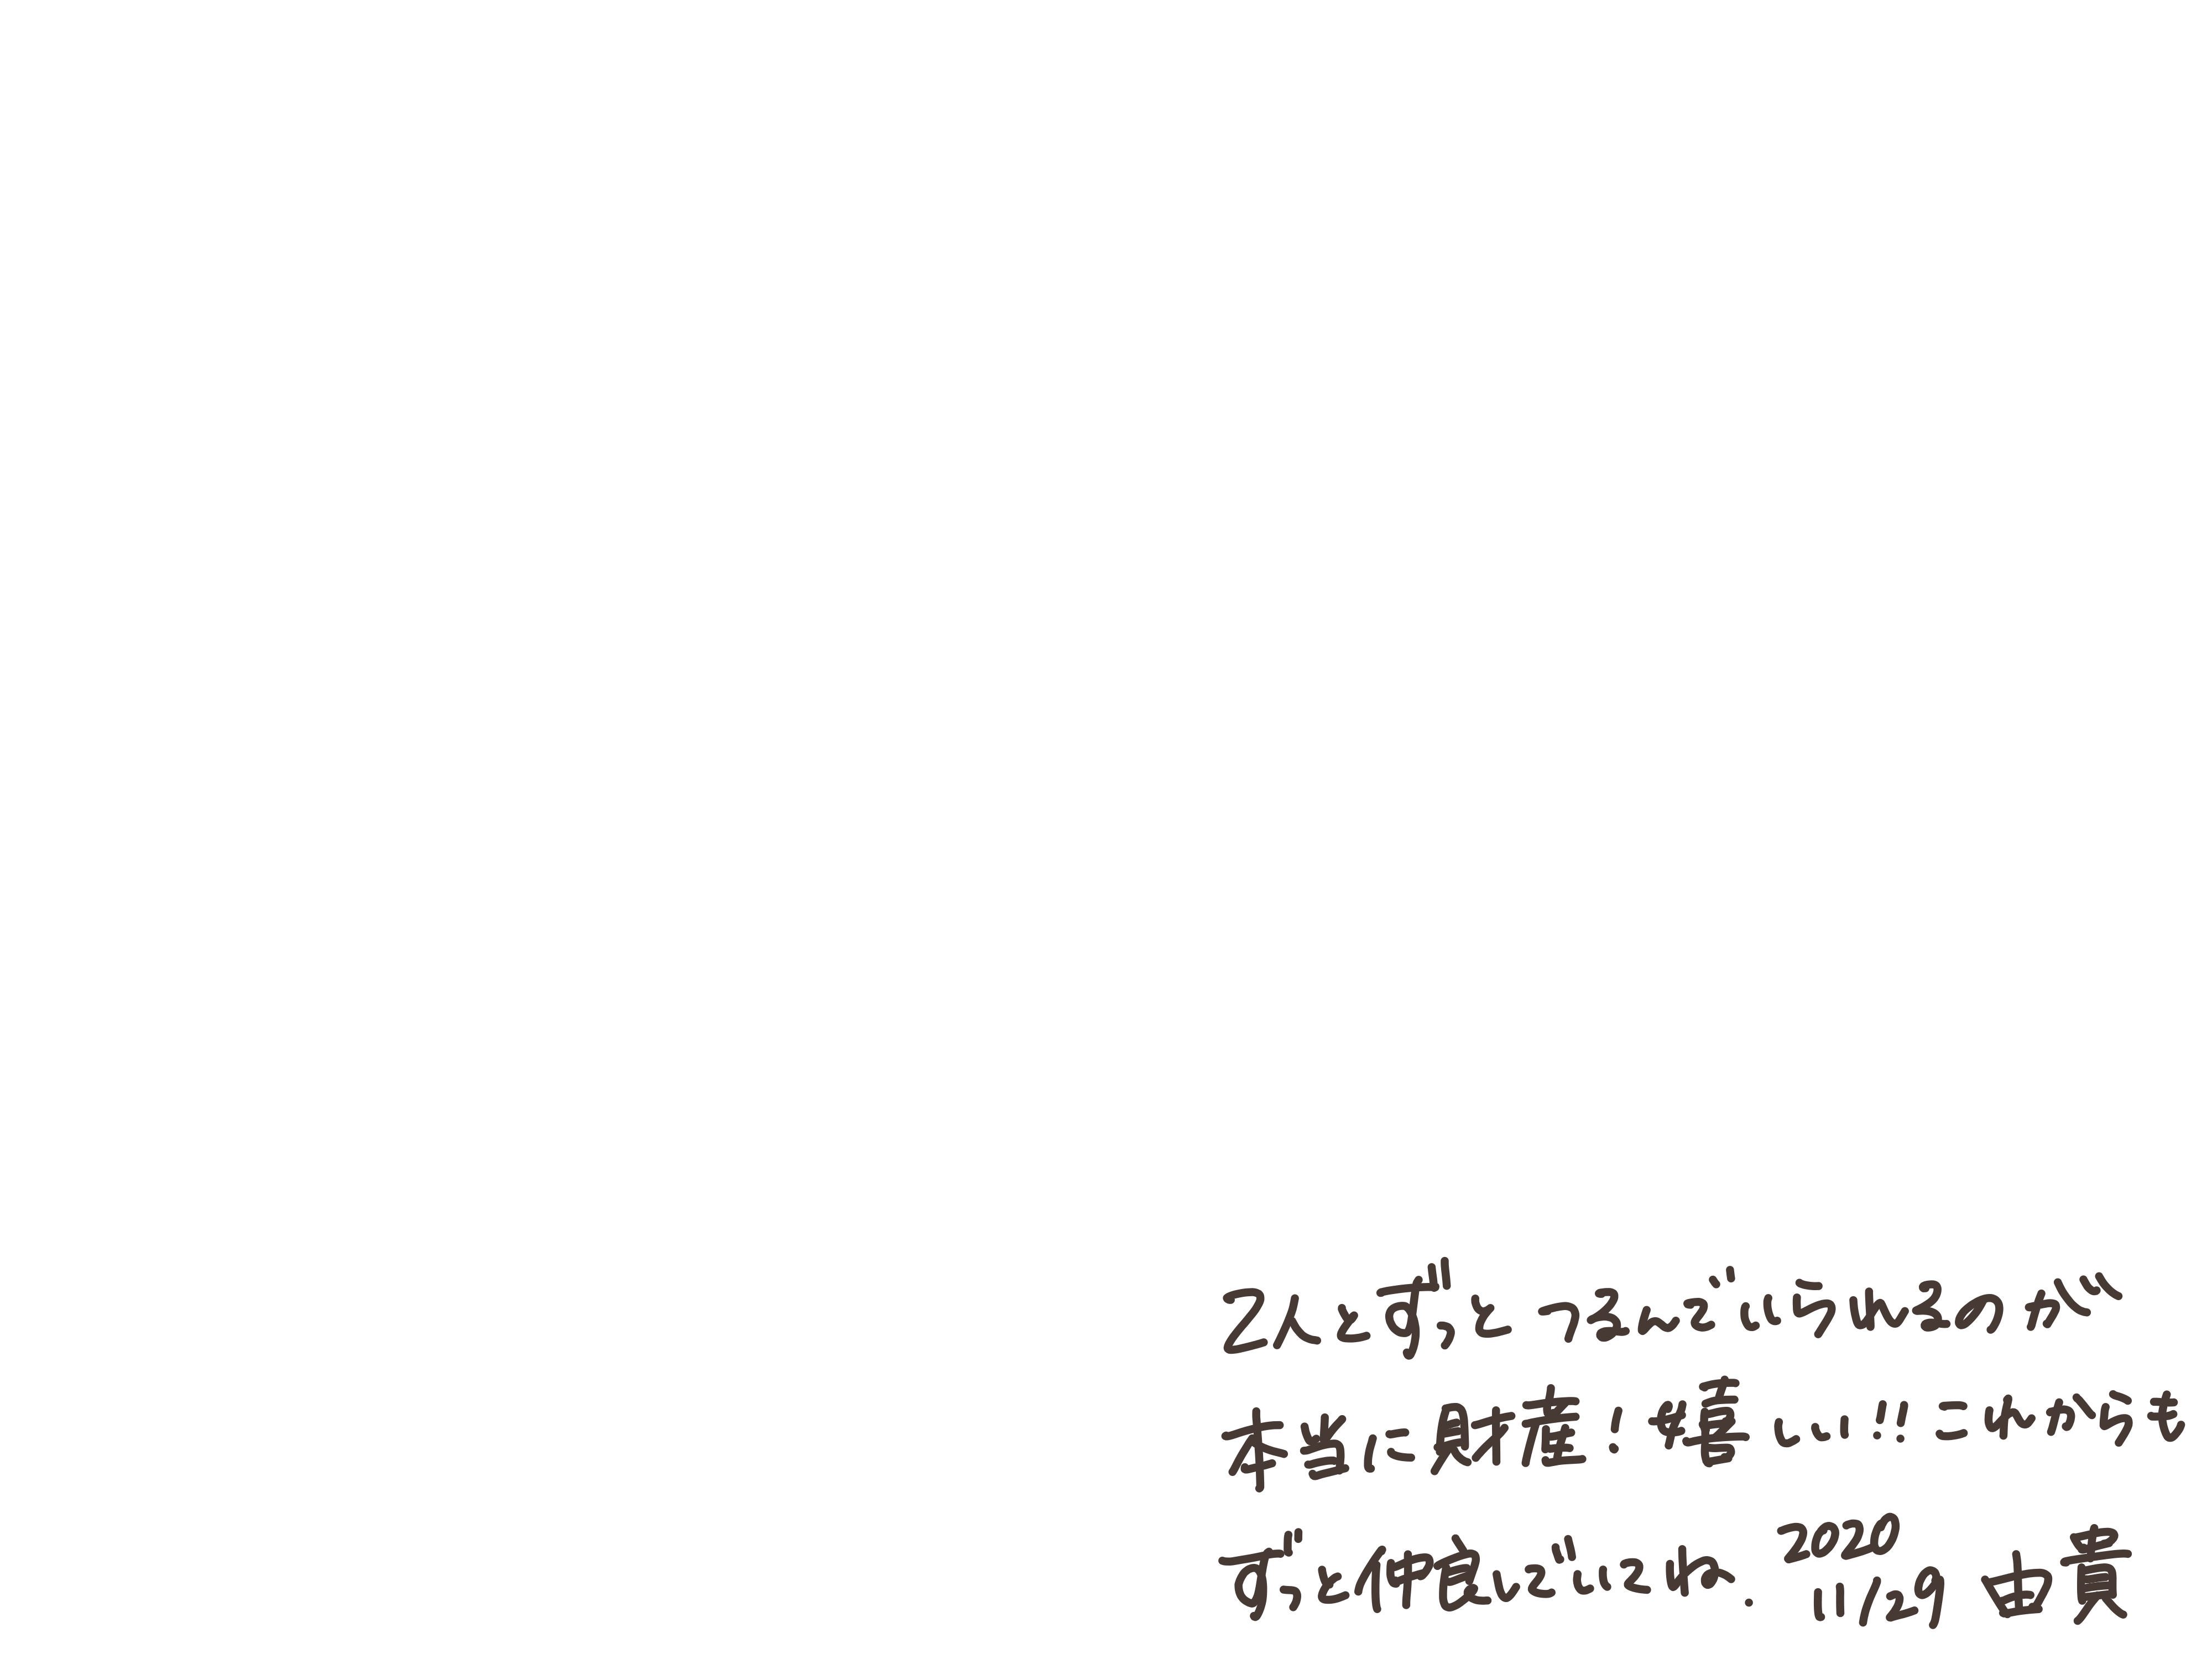 2人とずっとつるんでいられるのが
本当に財産！嬉しい!! これからも
ずっと仲良しでいてね. 2020 11/29 由貴